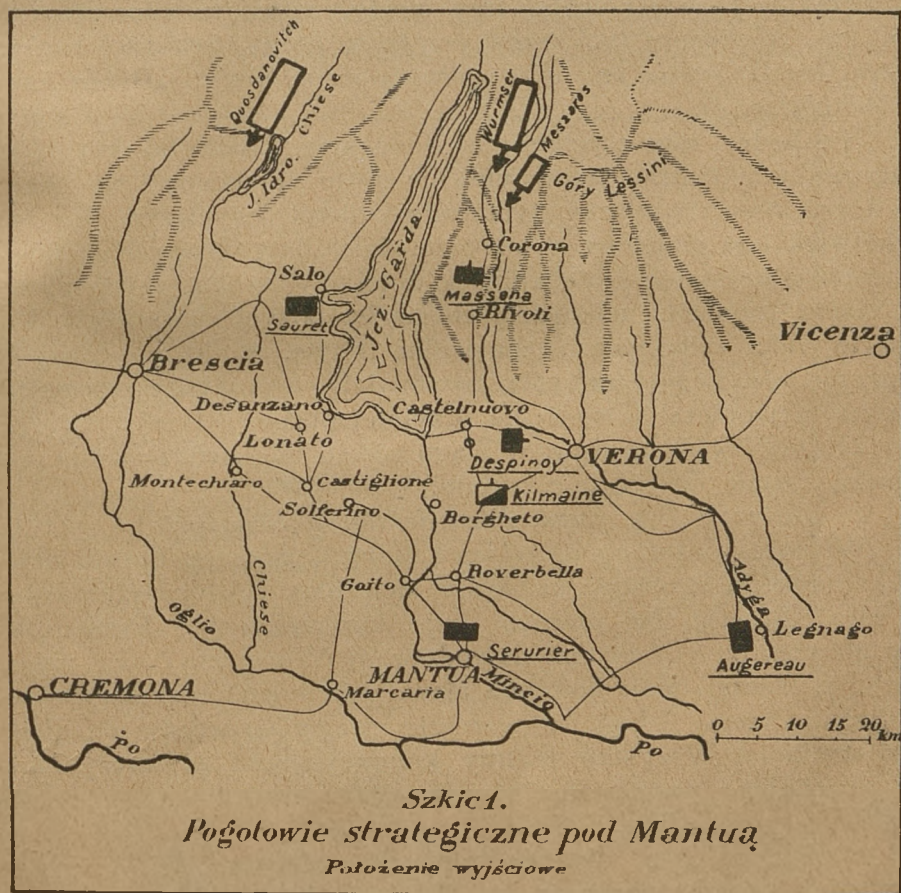 Quosdanovitch
Chiese
J. Idro.
Wurmser
Meszaros
Góry Lessini
Corona
Massena
Rivoli
Salo
Sauret
Jez. Garda
Vicenza
Brescia
Desanzano
Castelnuovo
Lonato
Despinoy
VERONA
Montechiaro
Castiglione
Kilmaine
Solferino
Borgheto
Chiese
Goito
Roverbella
Adyga
Oglio
Legnago
Serurier
Augereau
MANTUA
Mincio
CREMONA
Marcaria
Po
Po
0 5 10 15 20 km
Szkic 1.
Pogotowie strategiczne pod Mantuą
Położenie wyjściowe